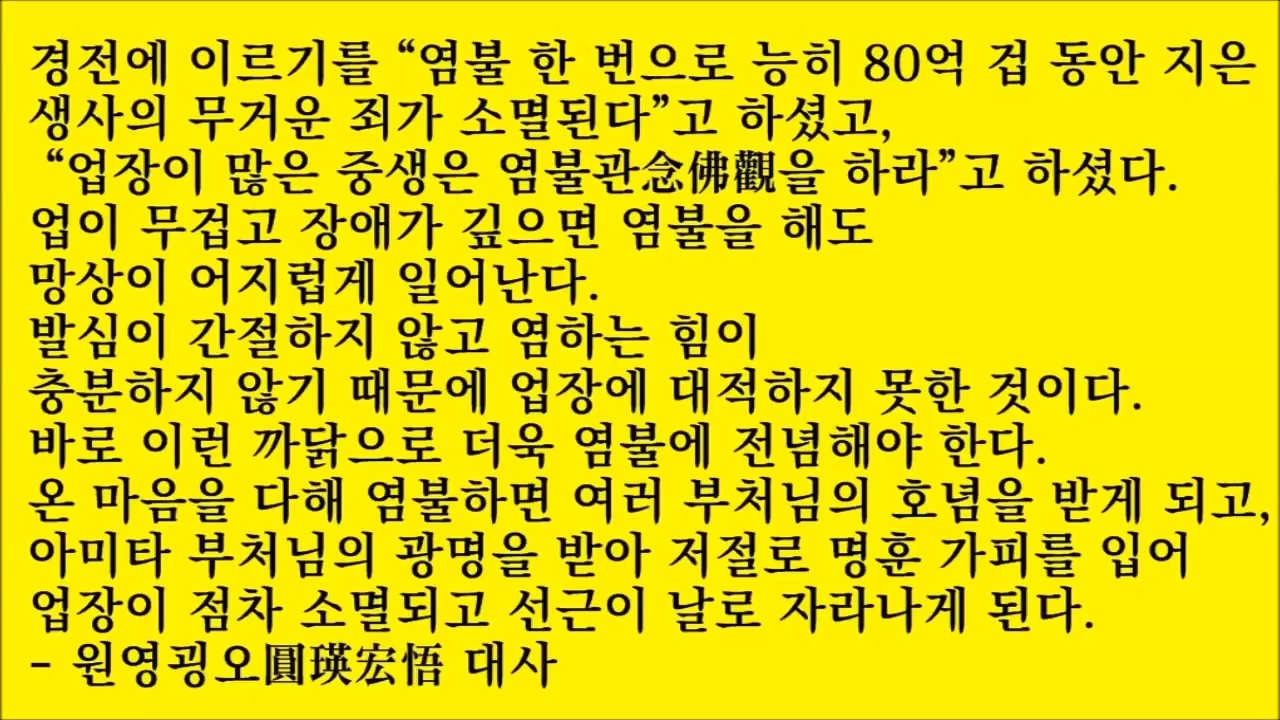 경전에 이르기를 “염불 한 번으로 능히 80억 겁 동안 지은
생사의 무거운 죄가 소멸된다”고 하셨고,
“업장이 많은 중생은 염불관念佛觀을 하라”고 하셨다.
업이 무겁고 장애가 깊으면 염불을 해도
망상이 어지럽게 일어난다.
발심이 간절하지 않고 염하는 힘이
충분하지 않기 때문에 업장에 대적하지 못한 것이다.
바로 이런 까닭으로 더욱 염불에 전념해야 한다.
온 마음을 다해 염불하면 여러 부처님의 호념을 받게 되고,
아미타 부처님의 광명을 받아 저절로 명훈 가피를 입어
업장이 점차 소멸되고 선근이 날로 자라나게 된다.
- 원영굉오圓瑛宏悟 대사